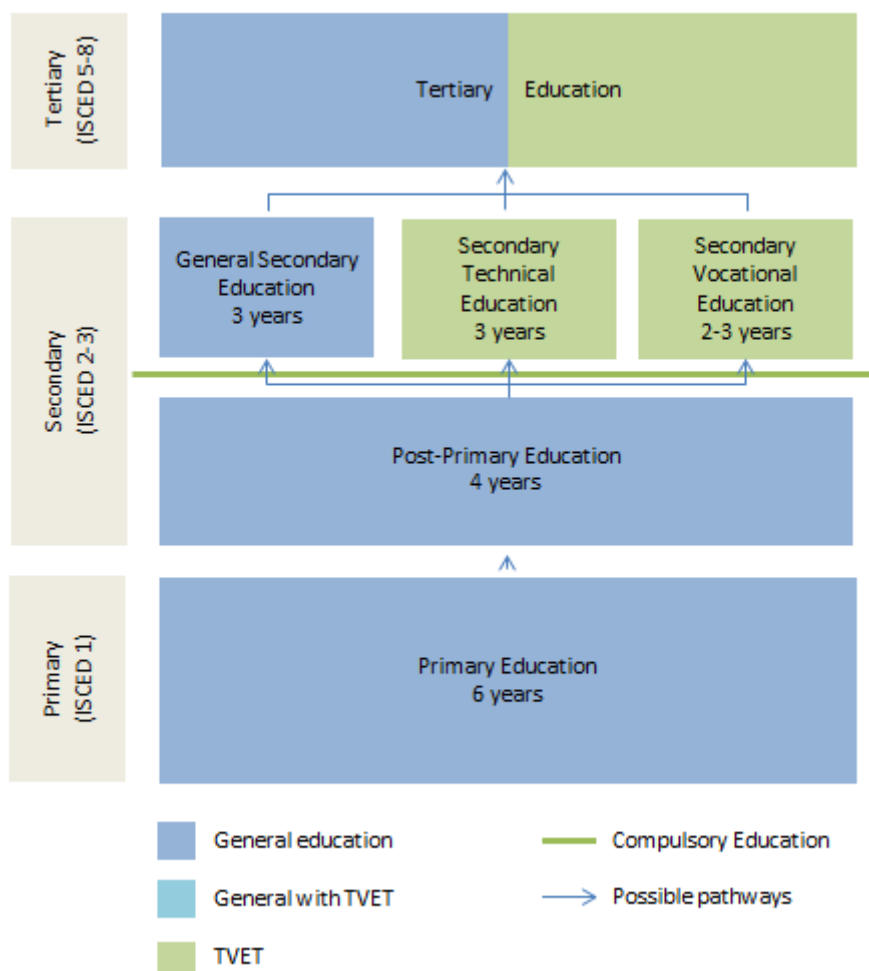 Tertiary
(ISCED 5-8)
Tertiary Education
Secondary
(ISCED 2-3)
General Secondary
Education
3 years
Secondary
Technical
Education
3 years
Secondary
Vocational
Education
2-3 years
Post-Primary Education
4 years
Primary
(ISCED 1)
Primary Education
6 years
General education
Compulsory Education
General with TVET
Possible pathways
TVET